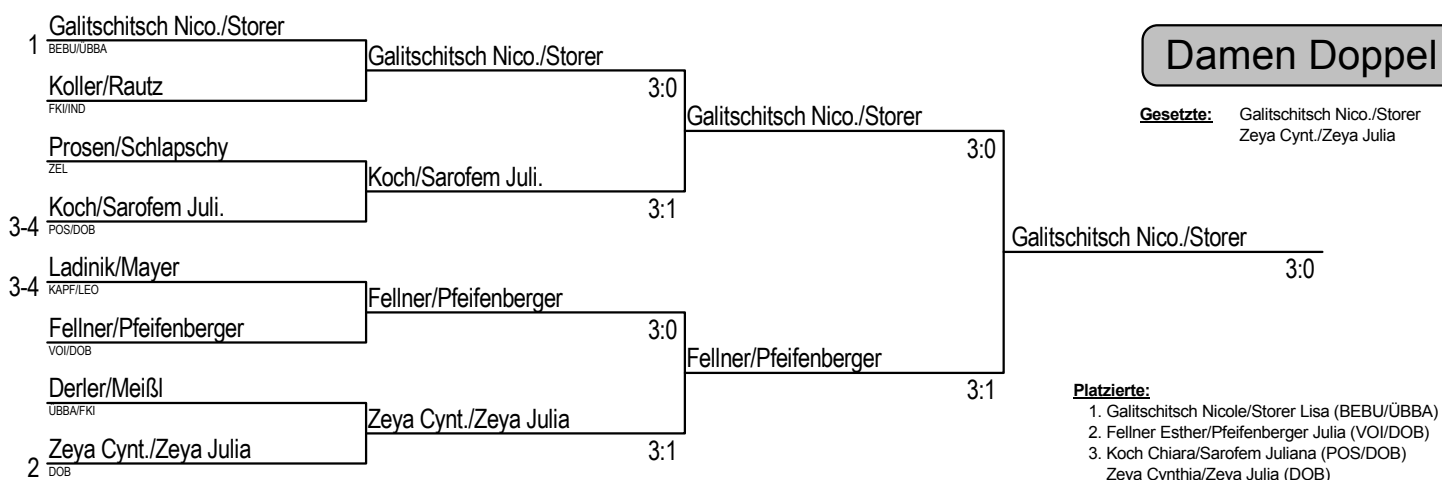 Damen Doppel
Gesetzte: Galitschitsch Nico./Storer
Zeya Cynt./Zeya Julia
1 Galitschitsch Nico./Storer
BEBU/ÜBBA
Koller/Rautz
FKI/IND
Prosen/Schlapschy
ZEL
Koch/Sarofem Juli.
3-4 POS/DOB
Ladinik/Mayer
3-4 KAPF/LEO
Fellner/Pfeifenberger
VOI/DOB
Derler/Meißl
ÜBBA/FKI
Zeya Cynt./Zeya Julia
2 DOB
Galitschitsch Nico./Storer
3:0
Koch/Sarofem Juli.
3:1
Fellner/Pfeifenberger
3:0
Zeya Cynt./Zeya Julia
3:1
Galitschitsch Nico./Storer
3:0
Fellner/Pfeifenberger
3:1
Galitschitsch Nico./Storer
3:0
Platzierte:
1. Galitschitsch Nicole/Storer Lisa (BEBU/ÜBBA)
2. Fellner Esther/Pfeifenberger Julia (VOI/DOB)
3. Koch Chiara/Sarofem Juliana (POS/DOB)
Zeya Cynthia/Zeya Julia (DOB)